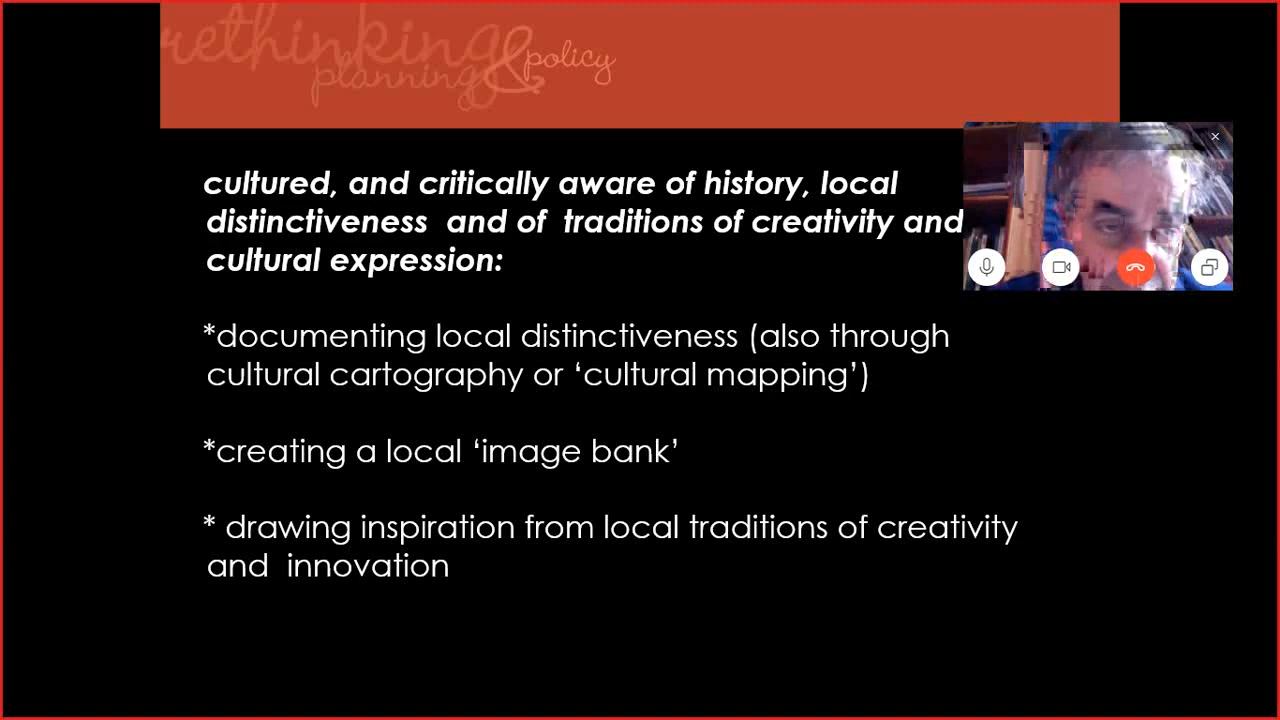 rethinking
planning & policy
cultured, and critically aware of history, local
distinctiveness and of traditions of creativity and
cultural expression:
*documenting local distinctiveness (also through
cultural cartography or ‘cultural mapping’)
*creating a local ‘image bank’
* drawing inspiration from local traditions of creativity
and innovation